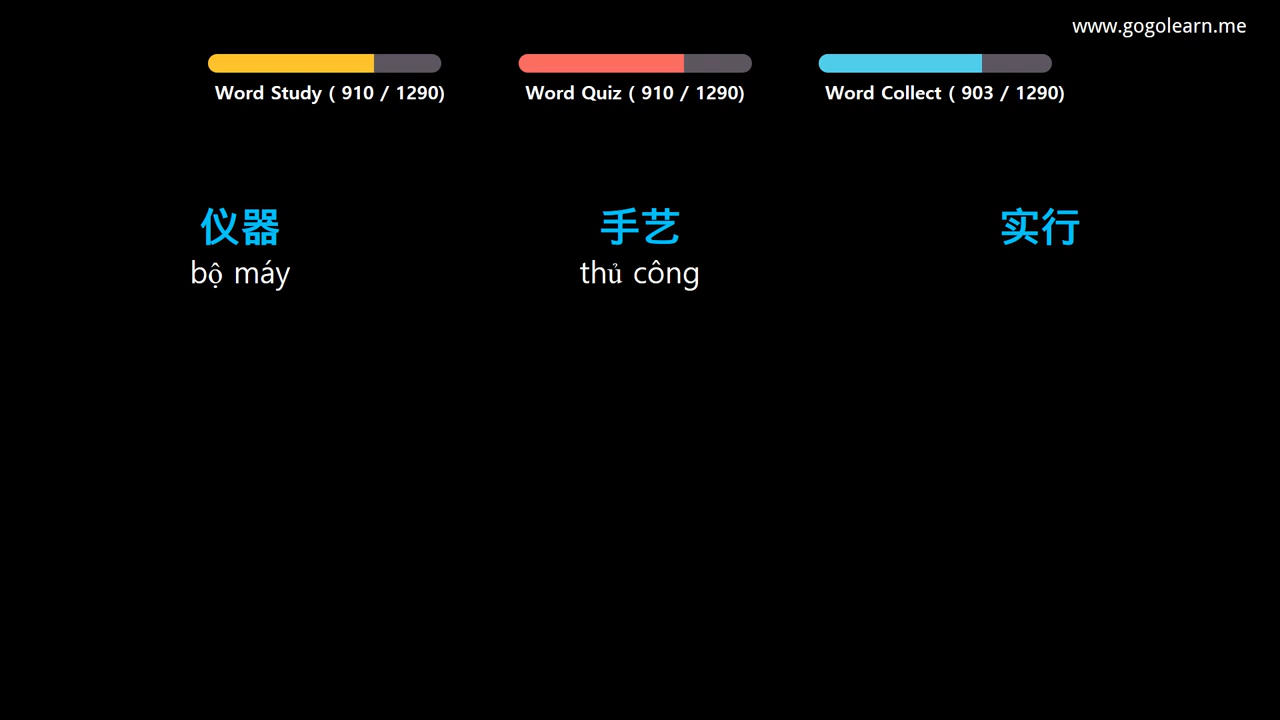 www.gogolearn.me
Word Study ( 910 / 1290)
Word Quiz ( 910 / 1290)
Word Collect ( 903 / 1290)
仪器
bộ máy
手艺
thủ công
实行